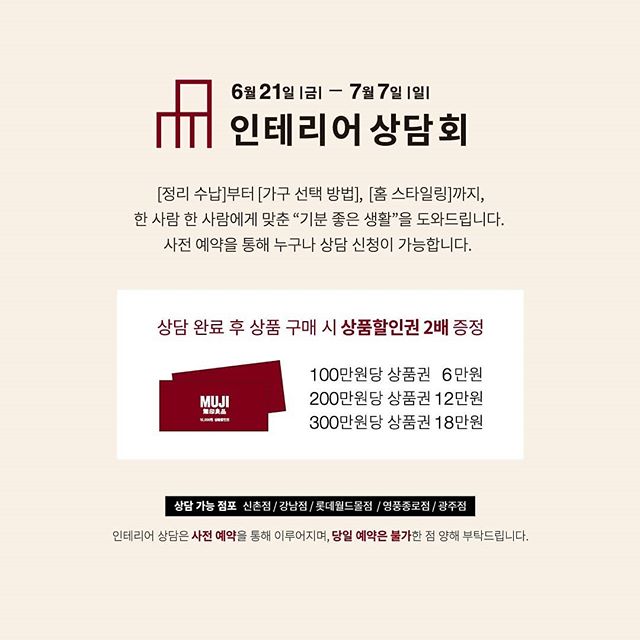 6월 21일 |금| — 7월 7일 |일|
인테리어 상담회
[정리 수납]부터 [가구 선택 방법], [홈 스타일링]까지,
한 사람 한 사람에게 맞춘 “기분 좋은 생활”을 도와드립니다.
사전 예약을 통해 누구나 상담 신청이 가능합니다.
상담 완료 후 상품 구매 시 상품할인권 2배 증정
MUJI
無印良品
100만원당 상품권 6만원
200만원당 상품권 12만원
300만원당 상품권 18만원
상담 가능 점포 신촌점 / 강남점 / 롯데월드몰점 / 영풍종로점 / 광주점
인테리어 상담은 사전 예약을 통해 이루어지며, 당일 예약은 불가한 점 양해 부탁드립니다.